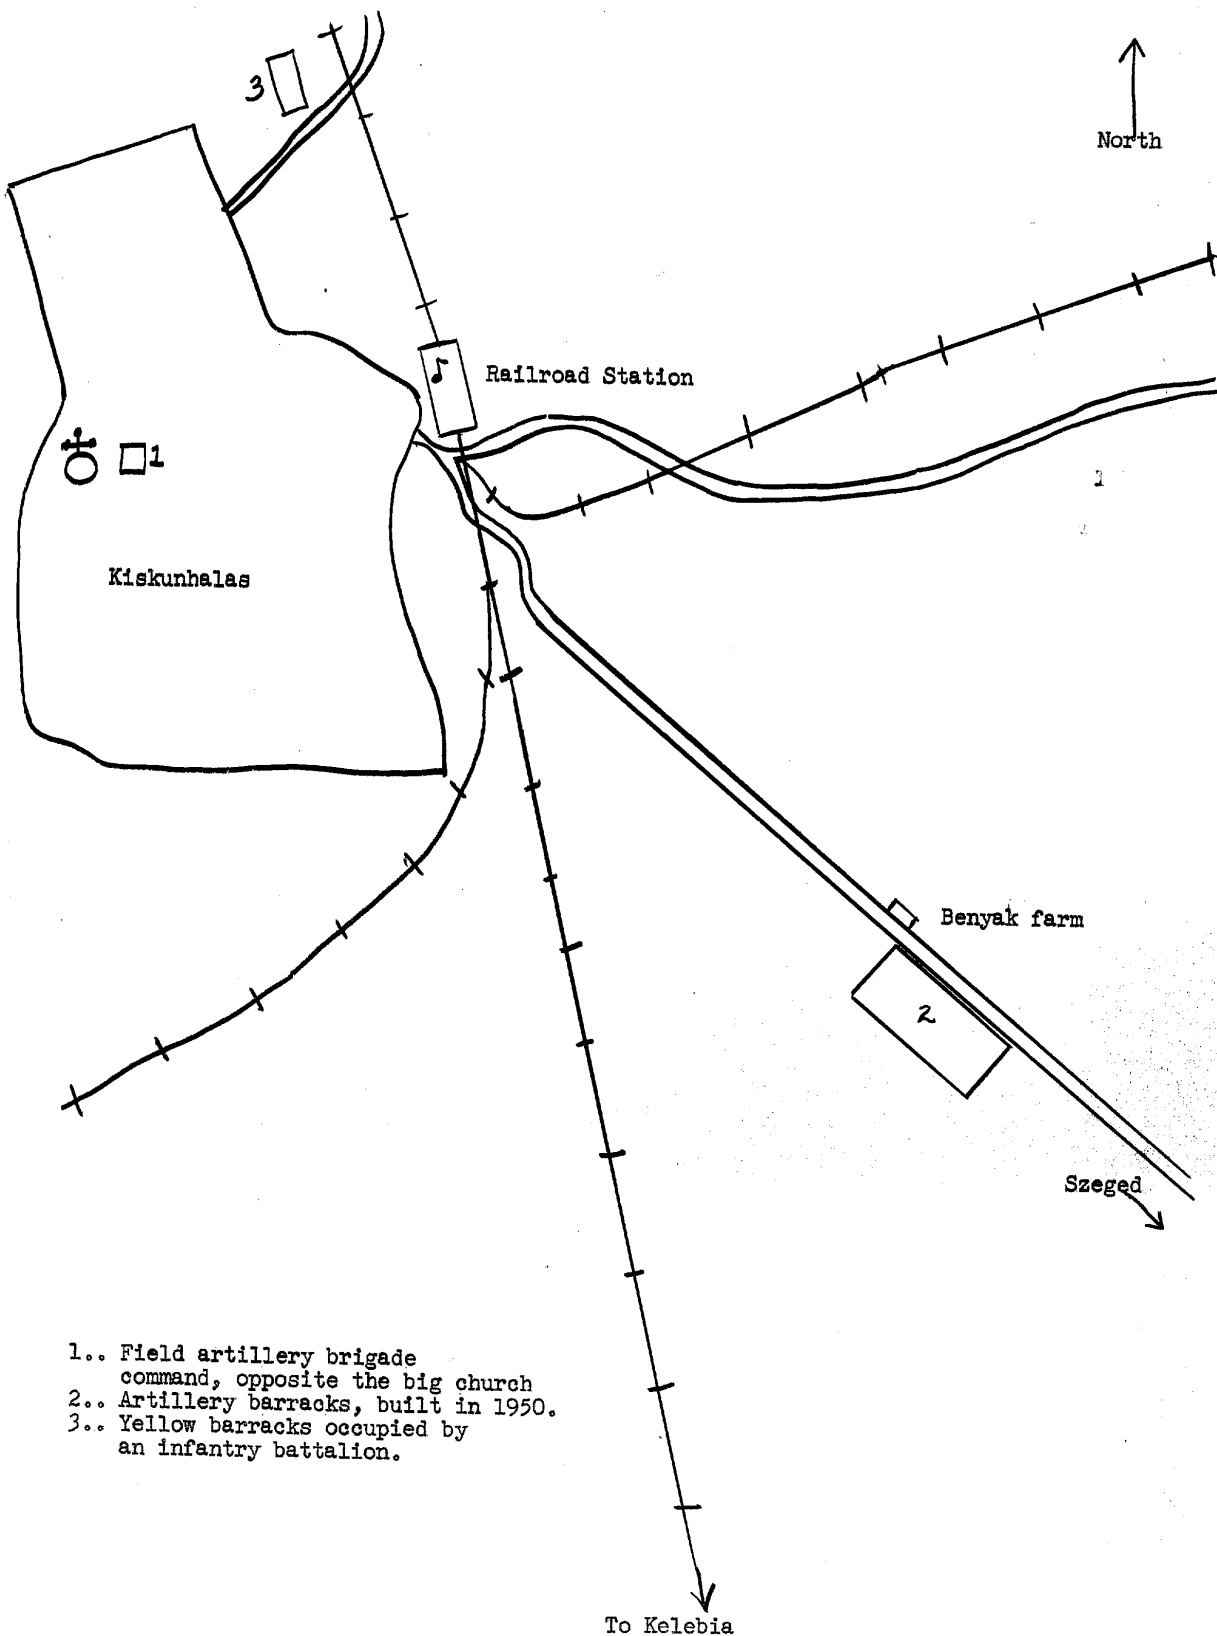 3
North
Railroad Station
1
Kiskunhalas
Benyak farm
2
Szeged
1.. Field artillery brigade
command, opposite the big church
2.. Artillery barracks, built in 1950.
3.. Yellow barracks occupied by
an infantry battalion.
To Kelebia